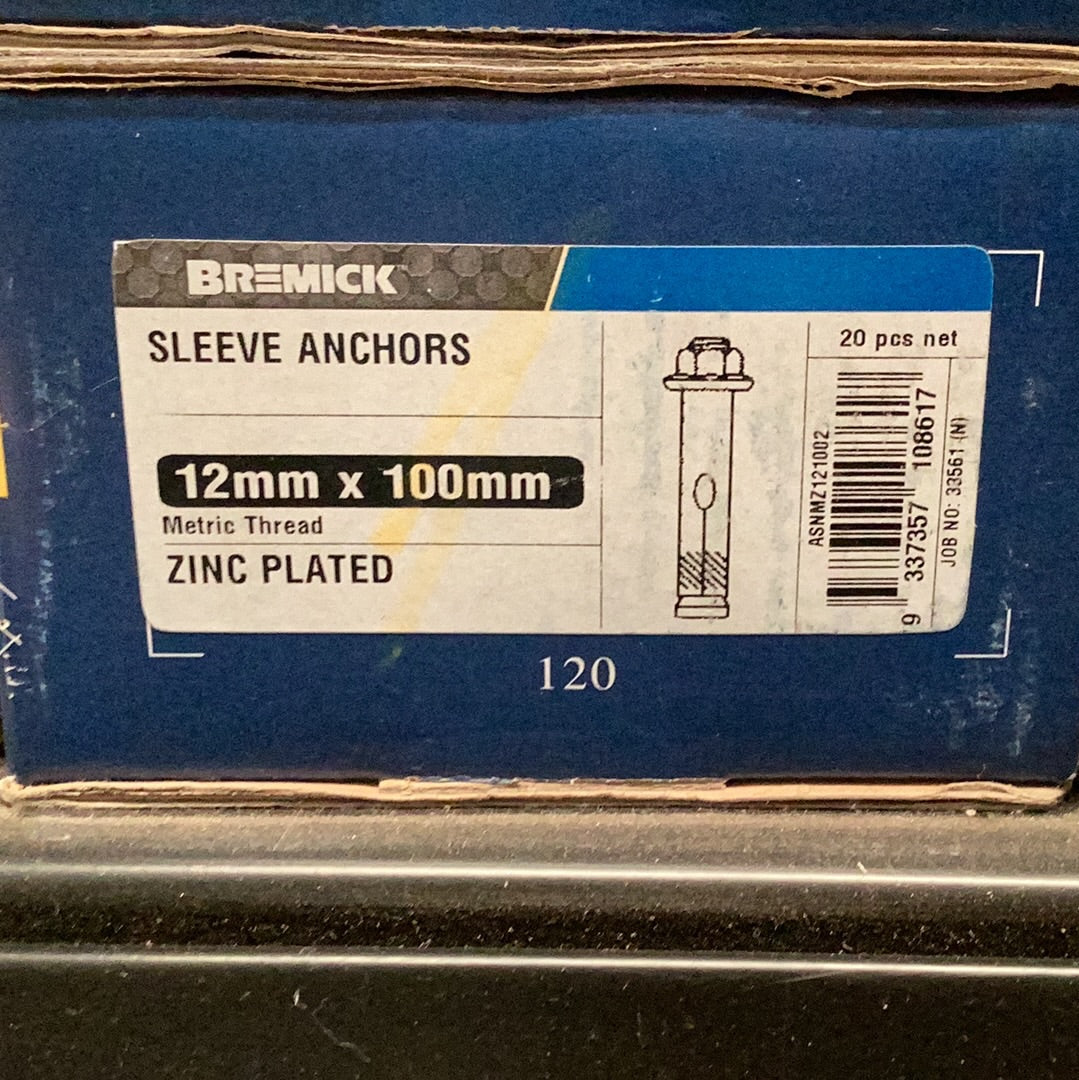 BREMICK
SLEEVE ANCHORS
12mm x 100mm
Metric Thread
ZINC PLATED
20 pcs net
ASNMZ121002
9 337357 108617
JOB NO: 33561 (N)
120